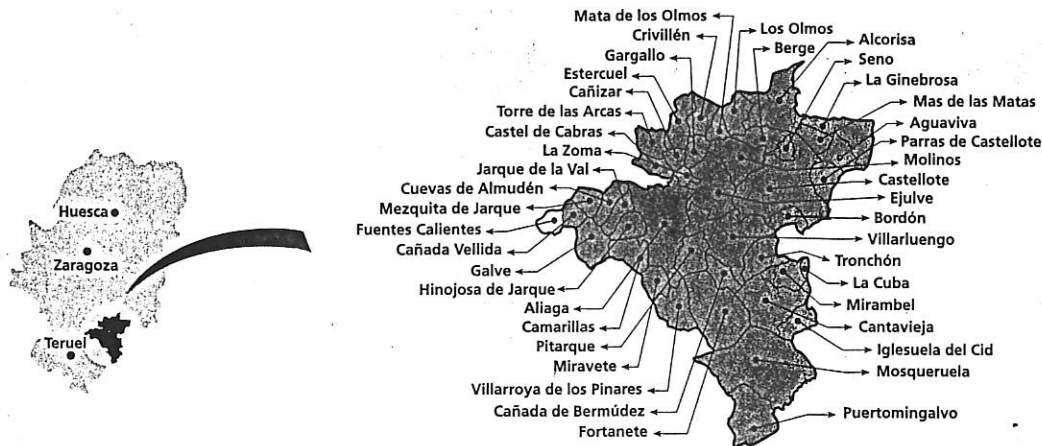 Huesca
Zaragoza
Teruel
Mata de los Olmos
Crivillén
Gargallo
Estercuel
Cañizar
Torre de las Arcas
Castel de Cabras
La Zoma
Jarque de la Val
Cuevas de Almudén
Mezquita de Jarque
Fuentes Calientes
Cañada Vellida
Galve
Hinojosa de Jarque
Aliaga
Camarillas
Pitarque
Miravete
Villarroya de los Pinares
Cañada de Bermúdez
Fortanete
Los Olmos
Berge
Alcorisa
Seno
La Ginebrosa
Mas de las Matas
Aguaviva
Parras de Castellote
Molinos
Castellote
Ejulve
Bordón
Villarluengo
Tronchón
La Cuba
Mirambel
Cantavieja
Iglesuela del Cid
Mosqueruela
Puertomingalvo